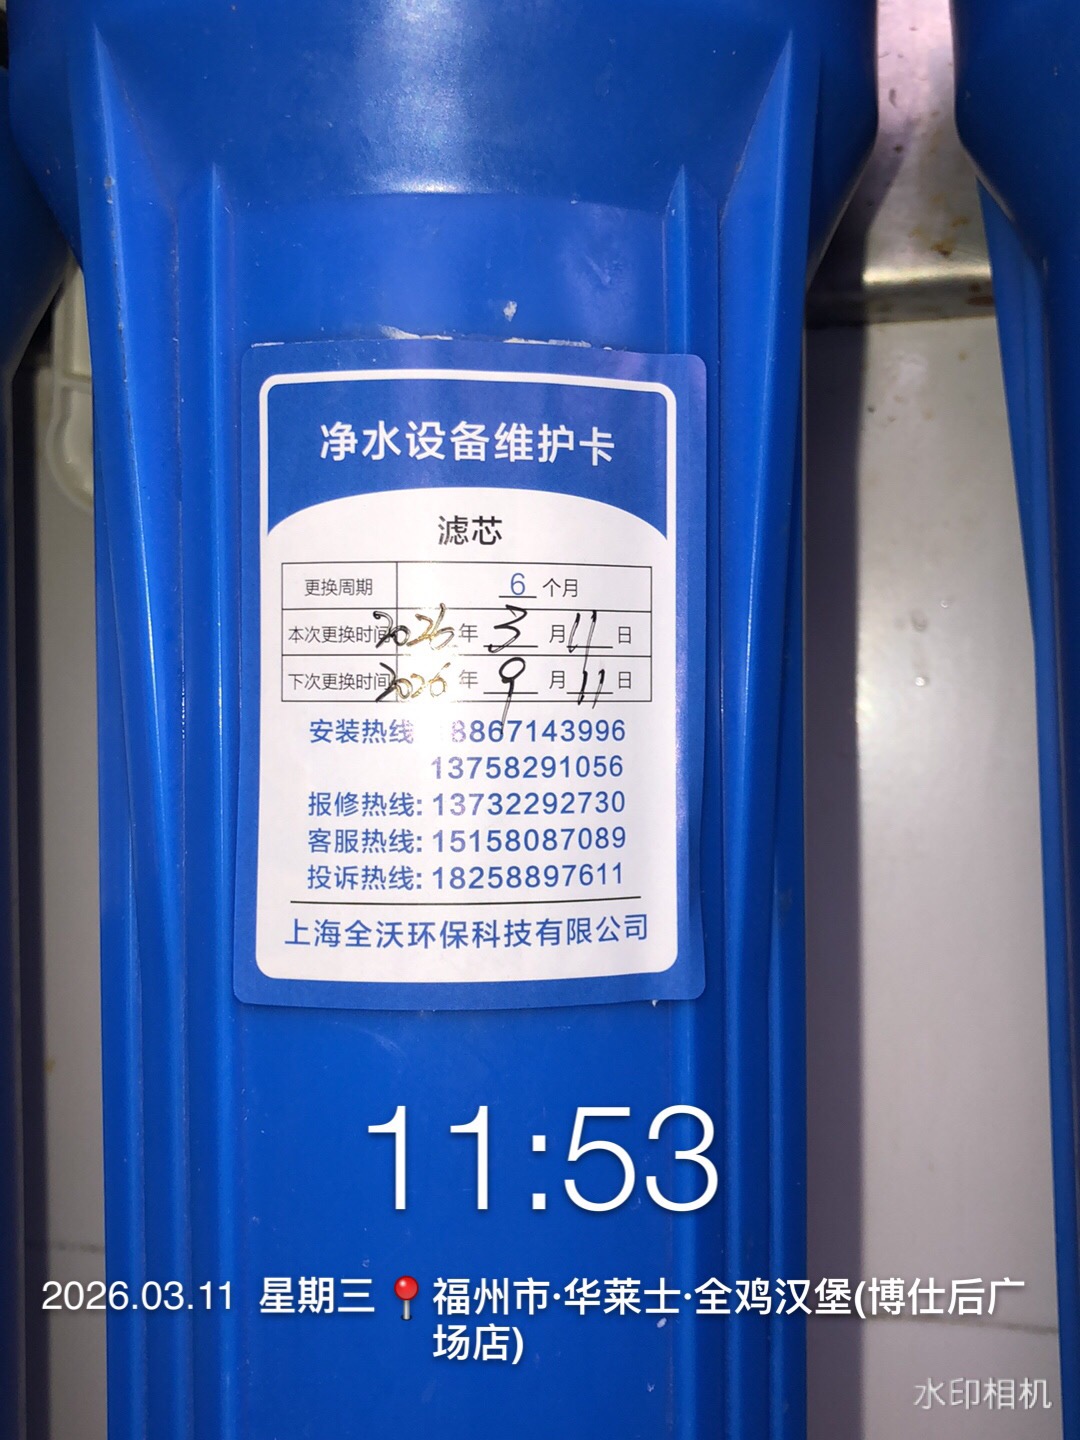 净水设备维护卡
滤芯
更换周期 6 个月
本次更换时间 年 3 月 11 日
下次更换时间 2026 年 9 月 11 日
安装热线 8867143996
13758291056
报修热线: 13732292730
客服热线: 15158087089
投诉热线: 18258897611
上海全沃环保科技有限公司
11:53
2026.03.11 星期三 福州市·华莱士·全鸡汉堡(博仕后广
场店)
水印相机